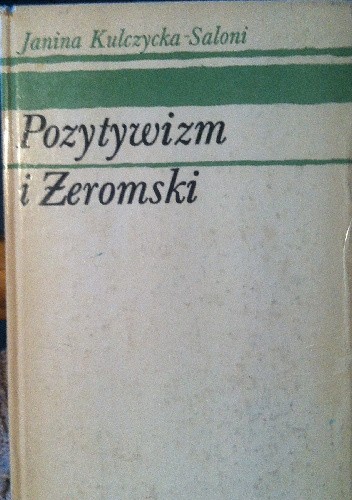 Janina Kulczycka-Saloni
Pozytywizm
i Żeromski